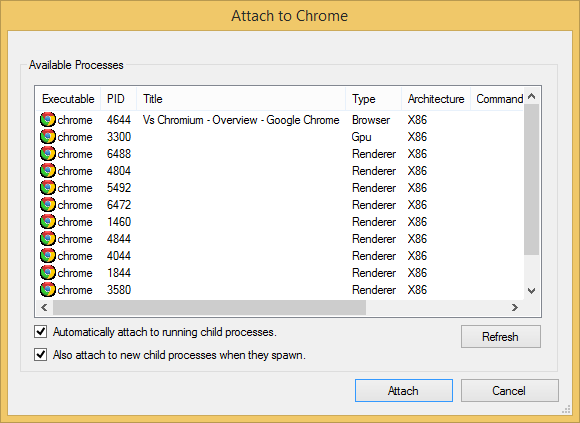 Attach to Chrome
Available Processes
Executable PID Title Type Architecture Command
chrome 4644 Vs Chromium - Overview - Google Chrome Browser X86
chrome 3300 Gpu X86
chrome 6488 Renderer X86
chrome 4804 Renderer X86
chrome 5492 Renderer X86
chrome 6472 Renderer X86
chrome 1460 Renderer X86
chrome 4844 Renderer X86
chrome 4044 Renderer X86
chrome 1844 Renderer X86
chrome 3580 Renderer X86
Automatically attach to running child processes.
Refresh
Also attach to new child processes when they spawn.
Attach Cancel